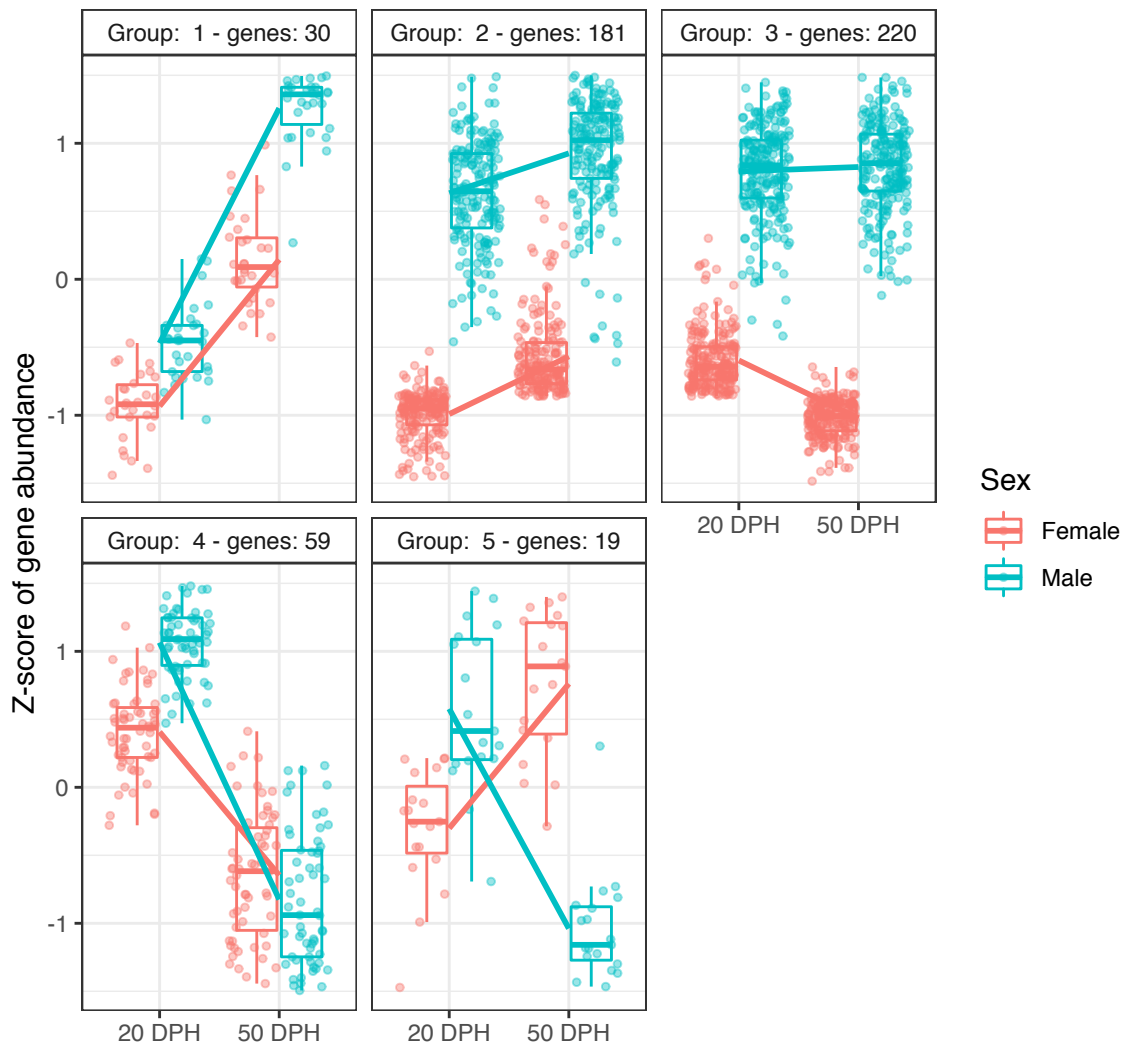 Group:  1 - genes: 30
Group:  2 - genes: 181
Group:  3 - genes: 220
1
0
-1
Z-score of gene abundance
20 DPH
50 DPH
Sex
Female
Male
Group:  4 - genes: 59
Group:  5 - genes: 19
1
0
-1
20 DPH
50 DPH
20 DPH
50 DPH